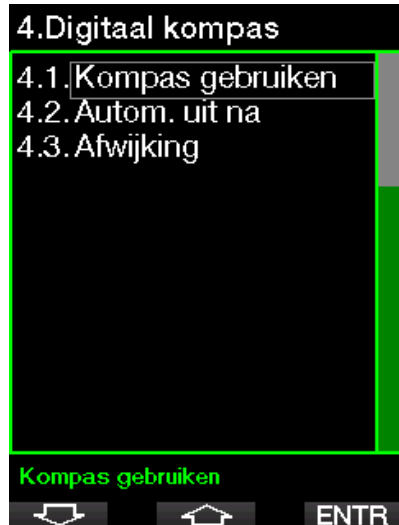 4.Digitaal kompas
4.1. Kompas gebruiken
4.2. Autom. uit na
4.3. Afwijking
Kompas gebruiken
ENTR